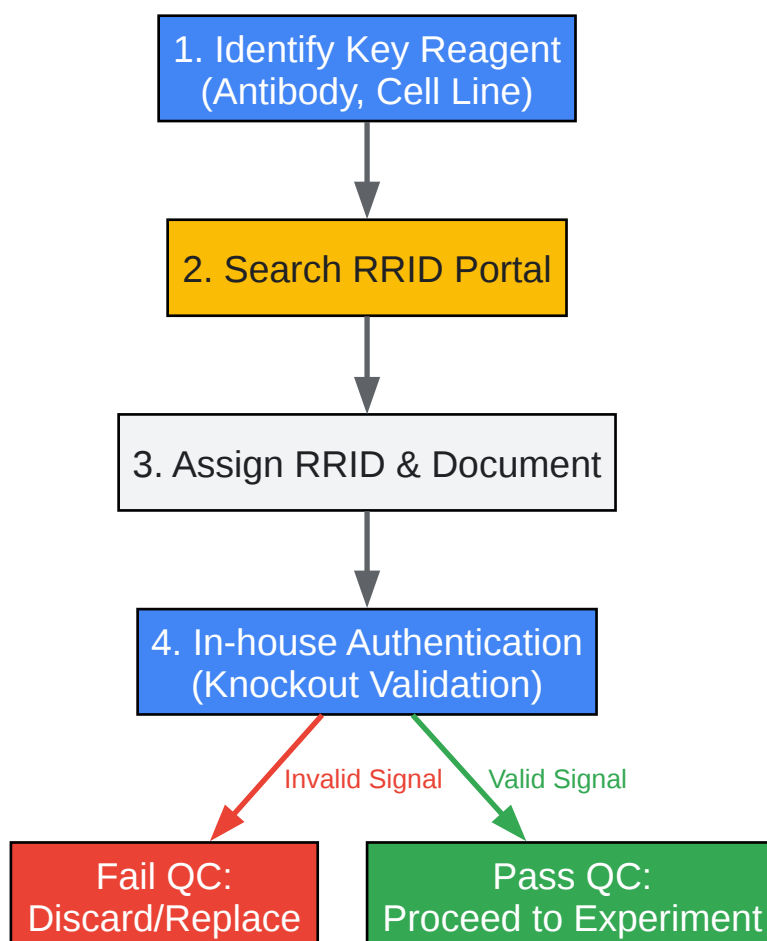 1. Identify Key Reagent
(Antibody, Cell Line)
2. Search RRID Portal
3. Assign RRID & Document
4. In-house Authentication
(Knockout Validation)
Invalid Signal
Valid Signal
Fail QC:
Discard/Replace
Pass QC:
Proceed to Experiment